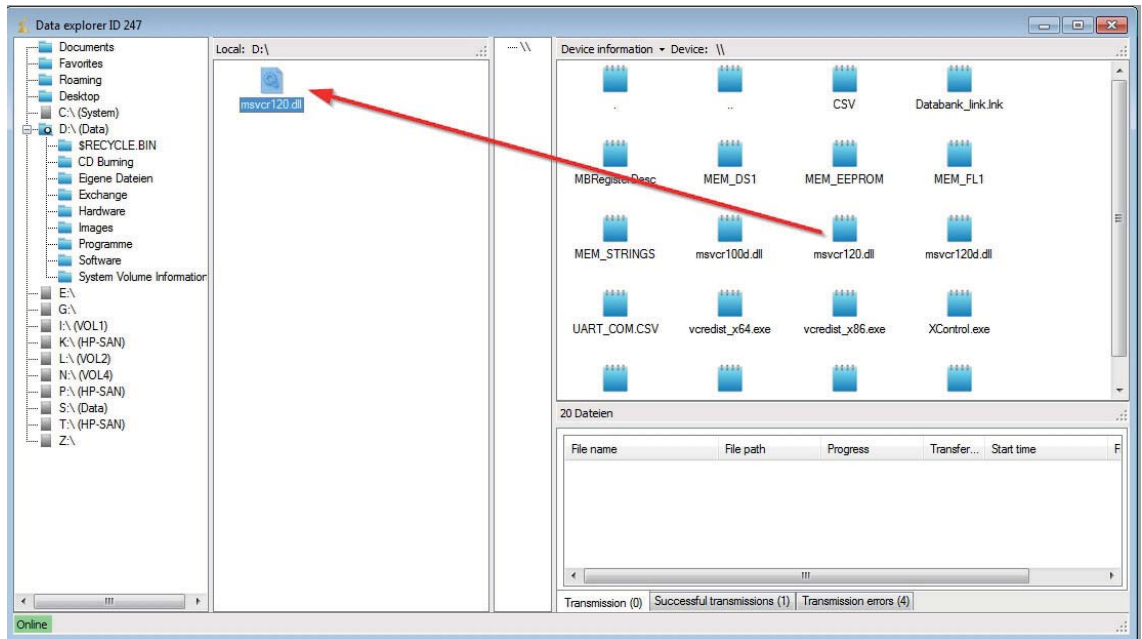 Data explorer ID 247
Documents
Favorites
Roaming
Desktop
C:\ (System)
D:\ (Data)
$RECYCLE.BIN
CD Burning
Eigene Dateien
Exchange
Hardware
Images
Programme
Software
System Volume Information
E:\
G:\
I:\ (VOL1)
K:\ (HP-SAN)
L:\ (VOL2)
N:\ (VOL4)
P:\ (HP-SAN)
S:\ (Data)
T:\ (HP-SAN)
Z:\
Local: D:\
msvcr120.dll
\\
Device information Device: \\
. .. CSV Databank_link.lnk
MBRegisterDesc MEM_DS1 MEM_EEPROM MEM_FL1
MEM_STRINGS msvcr100d.dll msvcr120.dll msvcr120d.dll
UART_COM.CSV vcredist_x64.exe vcredist_x86.exe XControl.exe
20 Dateien
File name File path Progress Transfer... Start time F
Transmission (0) Successful transmissions (1) Transmission errors (4)
Online